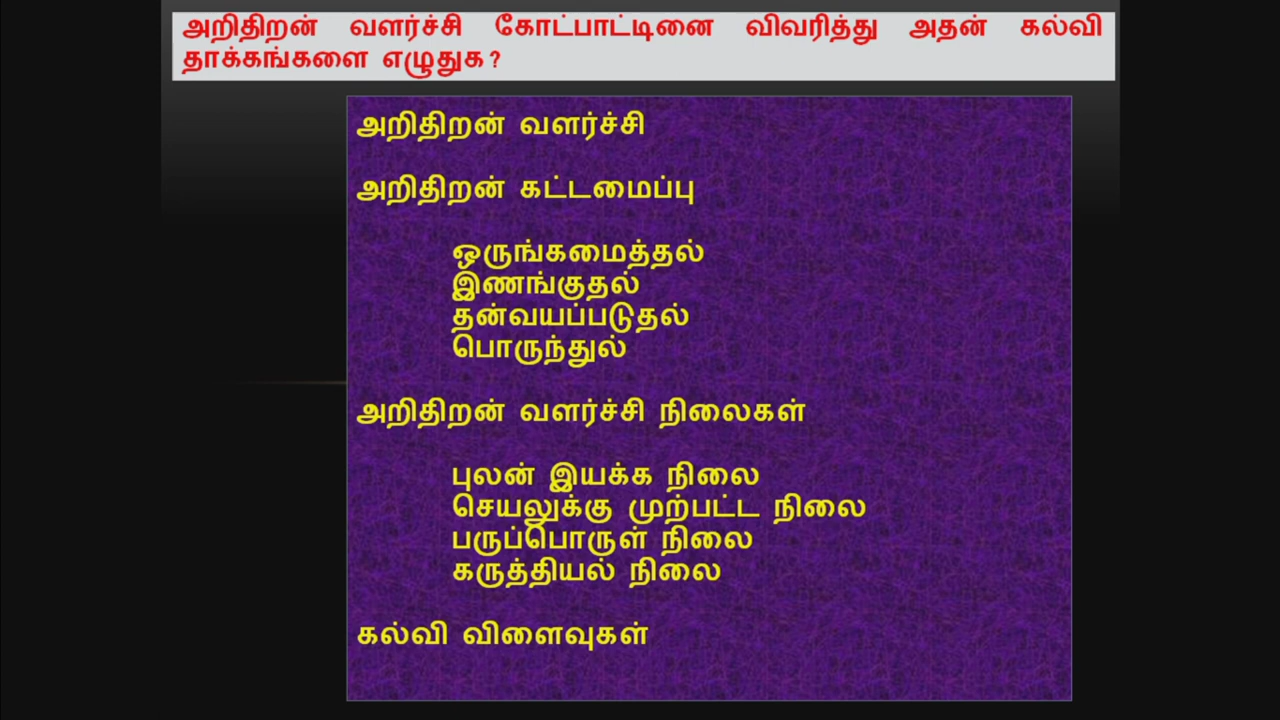 அறிதிறன் வளர்ச்சி கோட்பாட்டினை விவரித்து அதன் கல்வி
தாக்கங்களை எழுதுக?
அறிதிறன் வளர்ச்சி
அறிதிறன் கட்டமைப்பு
ஒருங்கமைத்தல்
இணங்குதல்
தன்வயப்படுதல்
பொருந்துல்
அறிதிறன் வளர்ச்சி நிலைகள்
புலன் இயக்க நிலை
செயலுக்கு முற்பட்ட நிலை
பருப்பொருள் நிலை
கருத்தியல் நிலை
கல்வி விளைவுகள்